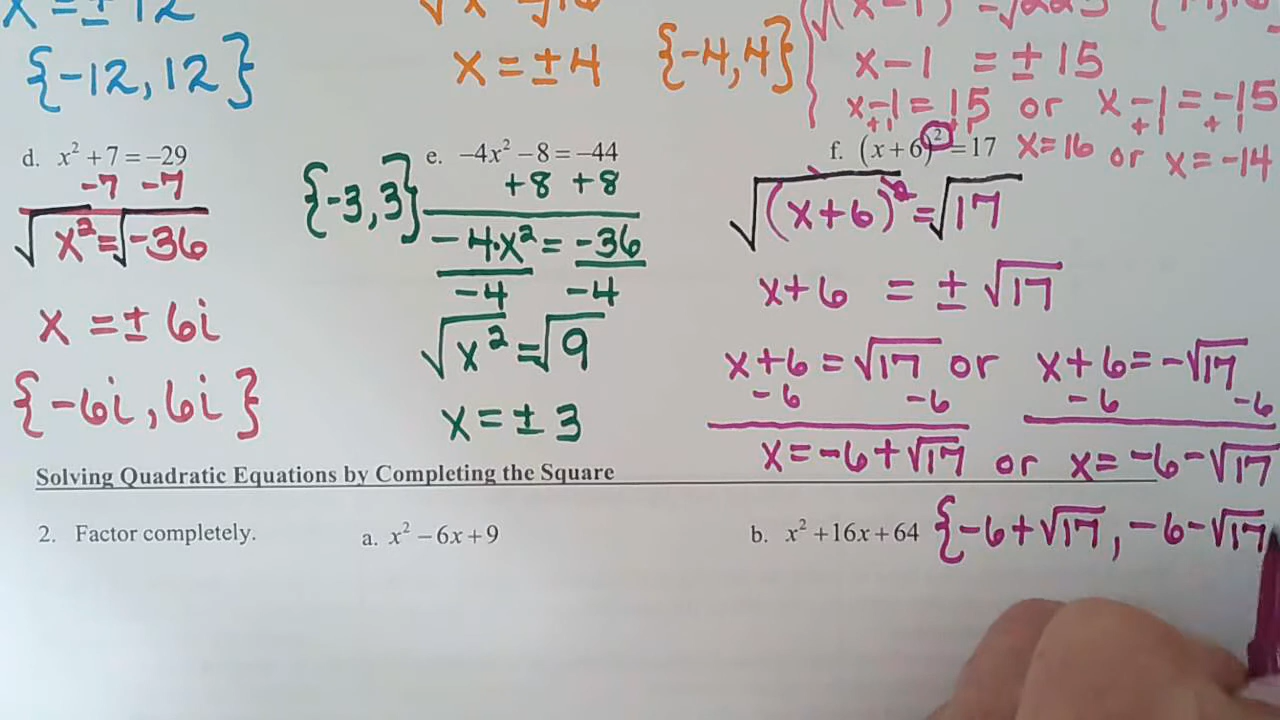 x = ±12
{-12, 12}
x = ±4
{-4, 4}
x-1 = ±15
x-1 = 15 or x-1 = -15
+1 +1 +1 +1
x=16 or x=-14
d. x² + 7 = −29
-7 -7
√x² = √-36
x = ± 6i
{-6i, 6i}
e. −4x² − 8 = −44
+8 +8
-4·x² = -36
-4 -4
√x² = √9
x = ± 3
{-3, 3}
f. (x + 6)² = 17
√(x+6)² = √17
x+6 = ± √17
x+6 = √17 or x+6 = -√17
-6 -6 -6 -6
x = -6+√17 or x = -6-√17
{-6+√17, -6-√17
Solving Quadratic Equations by Completing the Square
2. Factor completely.
a. x² − 6x + 9
b. x² + 16x + 64